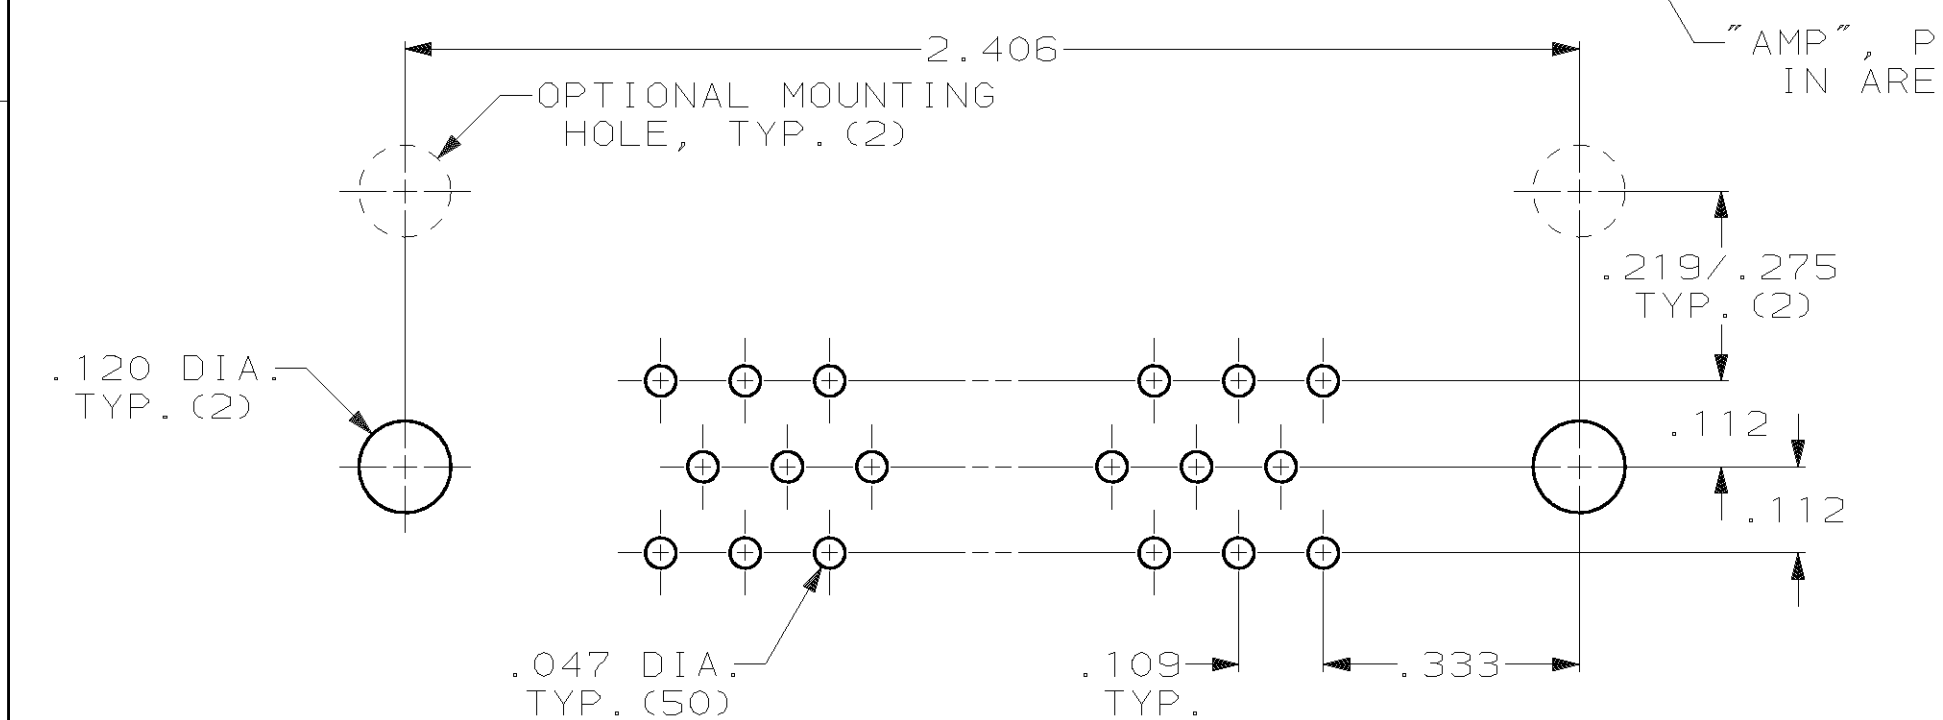 2.406
"AMP", P
IN ARE
OPTIONAL MOUNTING
HOLE, TYP.(2)
.219/.275
TYP.(2)
.120 DIA.
TYP.(2)
.112
.112
.047 DIA.
TYP.(50)
.109
TYP.
.333